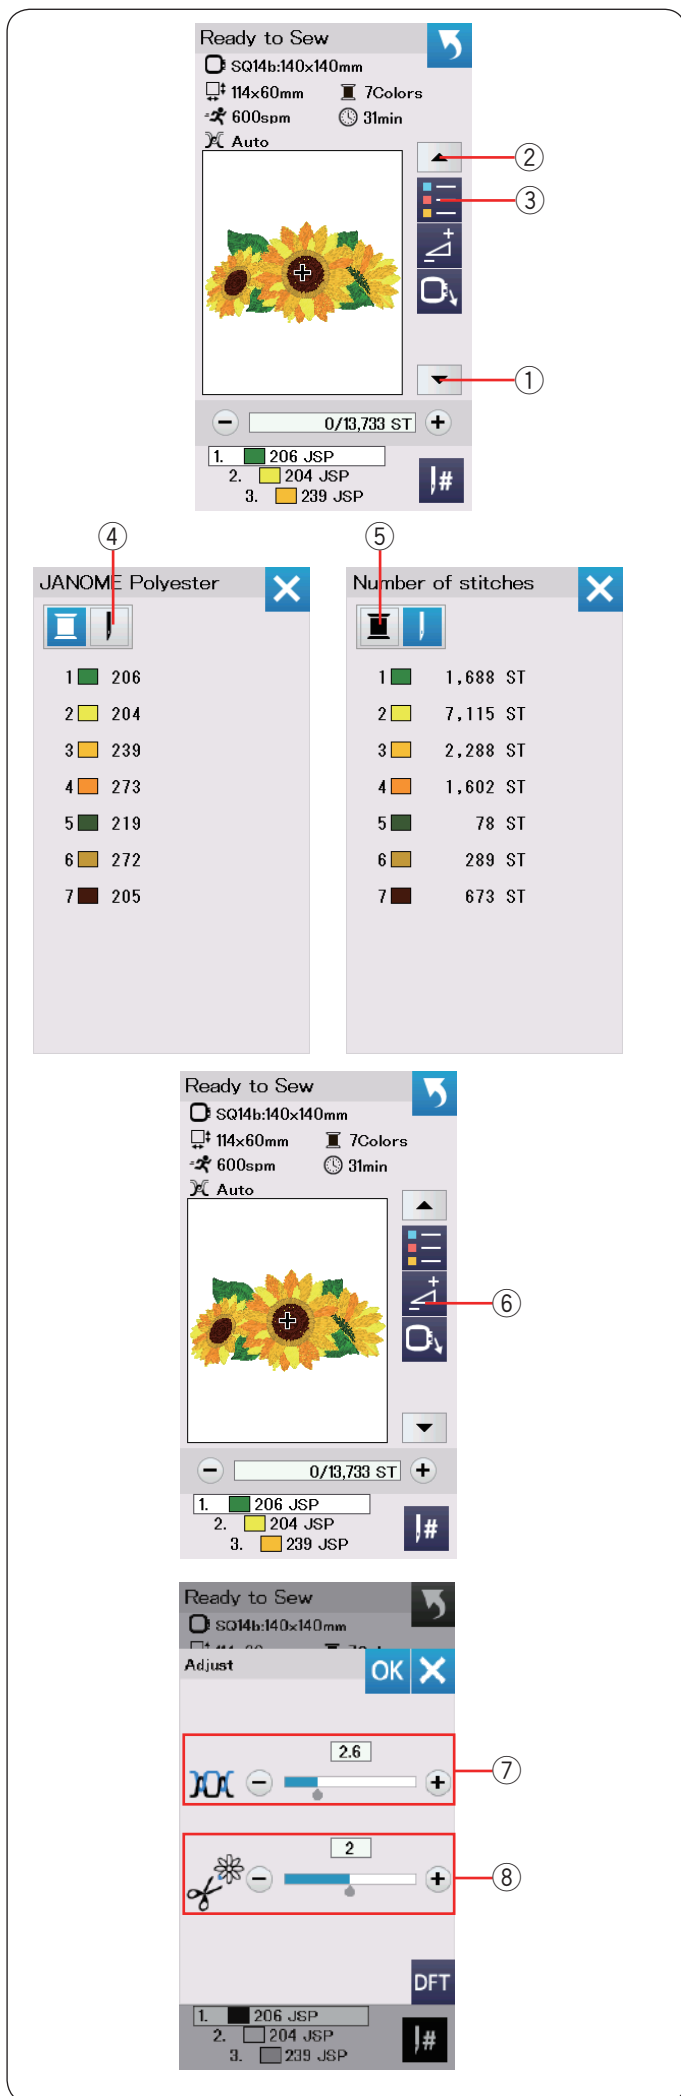 Ready to Sew
SQ14b:140x140mm
114x60mm 7Colors
600spm 31min
Auto
②
③
①
0/13,733 ST
1. 206 JSP
2. 204 JSP
3. 239 JSP
#
④ ⑤
JANOME Polyester
1 206
2 204
3 239
4 273
5 219
6 272
7 205
Number of stitches
1 1,688 ST
2 7,115 ST
3 2,288 ST
4 1,602 ST
5 78 ST
6 289 ST
7 673 ST
Ready to Sew
SQ14b:140x140mm
114x60mm 7Colors
600spm 31min
Auto
⑥
0/13,733 ST
1. 206 JSP
2. 204 JSP
3. 239 JSP
#
Ready to Sew
SQ14b:140x140mm
Adjust OK
2.6
⑦
2
⑧
DFT
1. 206 JSP
2. 204 JSP
3. 239 JSP
#